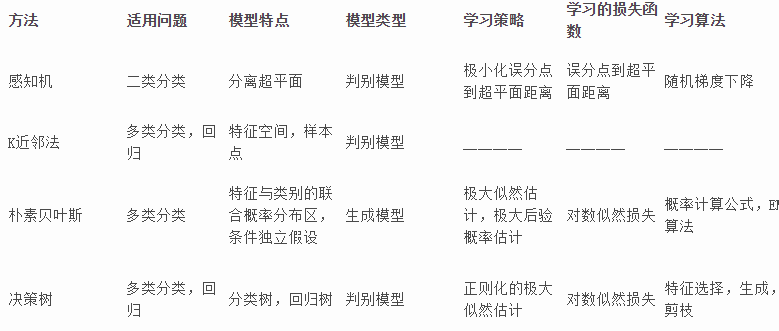 方法 适用问题 模型特点 模型类型 学习策略 学习的损失函数 学习算法
感知机 二类分类 分离超平面 判别模型 极小化误分点到超平面距离 误分点到超平面距离 随机梯度下降
K近邻法 多类分类，回归 特征空间，样本点 判别模型 ———— ———— ————
朴素贝叶斯 多类分类 特征与类别的联合概率分布区，条件独立假设 生成模型 极大似然估计，极大后验概率估计 对数似然损失 概率计算公式，EM算法
决策树 多类分类，回归 分类树，回归树 判别模型 正则化的极大似然估计 对数似然损失 特征选择，生成，剪枝